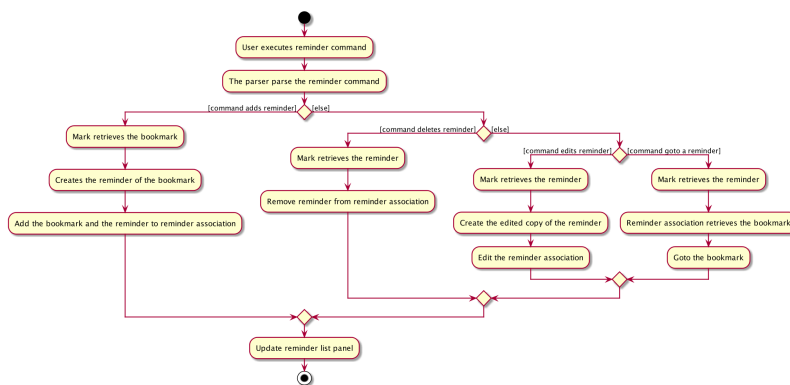 User executes reminder command
The parser parse the reminder command
[command adds reminder]
[else]
Mark retrieves the bookmark
Creates the reminder of the bookmark
Add the bookmark and the reminder to reminder association
[command deletes reminder]
[else]
Mark retrieves the reminder
Remove reminder from reminder association
[command edits reminder]
[command goto a reminder]
Mark retrieves the reminder
Create the edited copy of the reminder
Edit the reminder association
Mark retrieves the reminder
Reminder association retrieves the bookmark
Goto the bookmark
Update reminder list panel